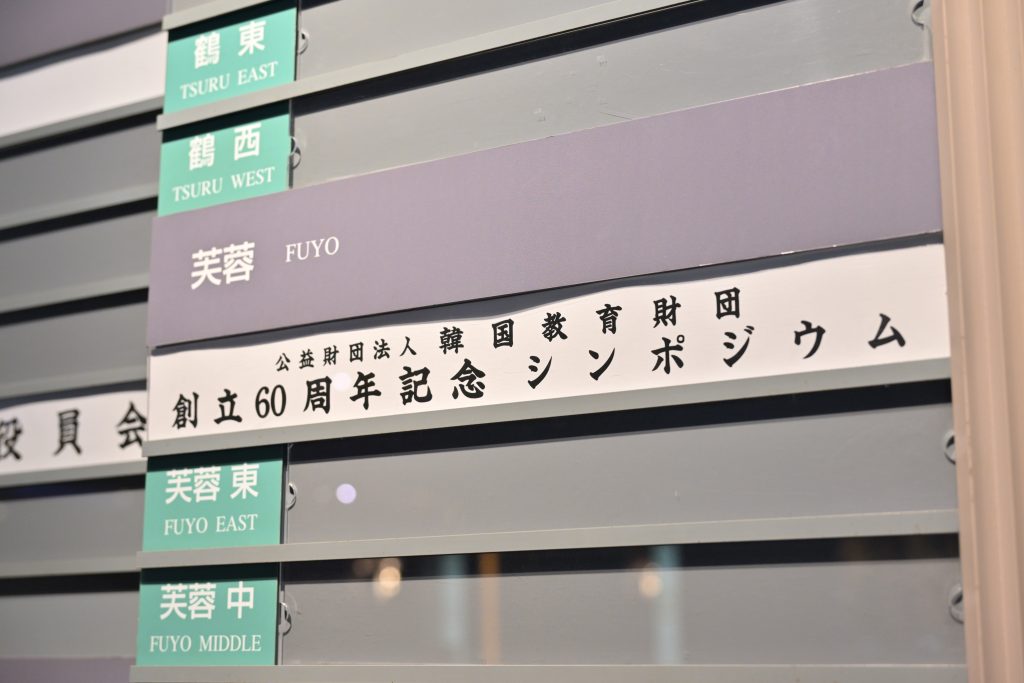 鶴 東
TSURU EAST
鶴 西
TSURU WEST
芙蓉 FUYO
公益財団法人 韓国教育財団
創立60周年記念シンポジウム
役員会
芙蓉 東
FUYO EAST
芙蓉 中
FUYO MIDDLE